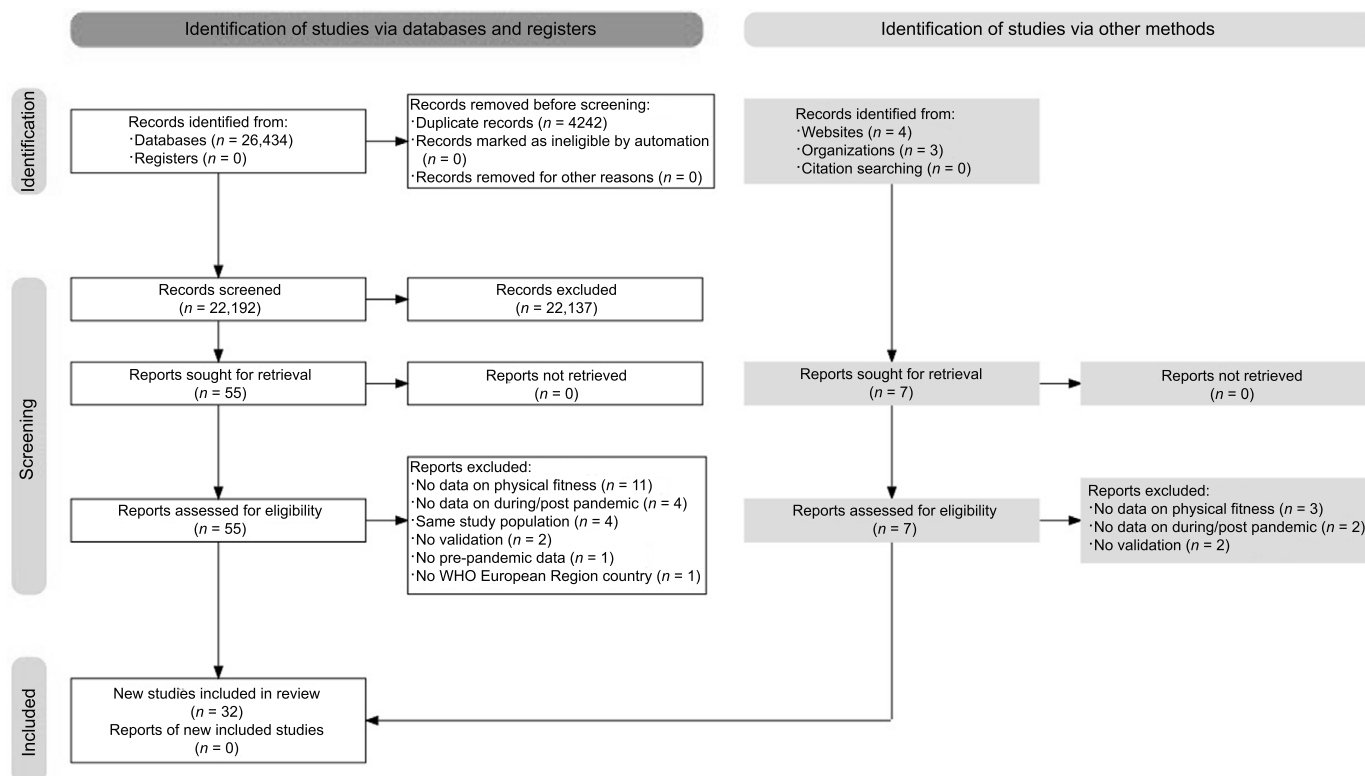 Identification of studies via databases and registers
Identification of studies via other methods
Identification
Records identified from:
·Databases (n = 26,434)
·Registers (n = 0)
Records removed before screening:
·Duplicate records (n = 4242)
·Records marked as ineligible by automation
(n = 0)
·Records removed for other reasons (n = 0)
Records identified from:
·Websites (n = 4)
·Organizations (n = 3)
·Citation searching (n = 0)
Screening
Records screened
(n = 22,192)
Records excluded
(n = 22,137)
Reports sought for retrieval
(n = 55)
Reports not retrieved
(n = 0)
Reports sought for retrieval
(n = 7)
Reports not retrieved
(n = 0)
Reports assessed for eligibility
(n = 55)
Reports excluded:
·No data on physical fitness (n = 11)
·No data on during/post pandemic (n = 4)
·Same study population (n = 4)
·No validation (n = 2)
·No pre-pandemic data (n = 1)
·No WHO European Region country (n = 1)
Reports assessed for eligibility
(n = 7)
Reports excluded:
·No data on physical fitness (n = 3)
·No data on during/post pandemic (n = 2)
·No validation (n = 2)
Included
New studies included in review
(n = 32)
Reports of new included studies
(n = 0)